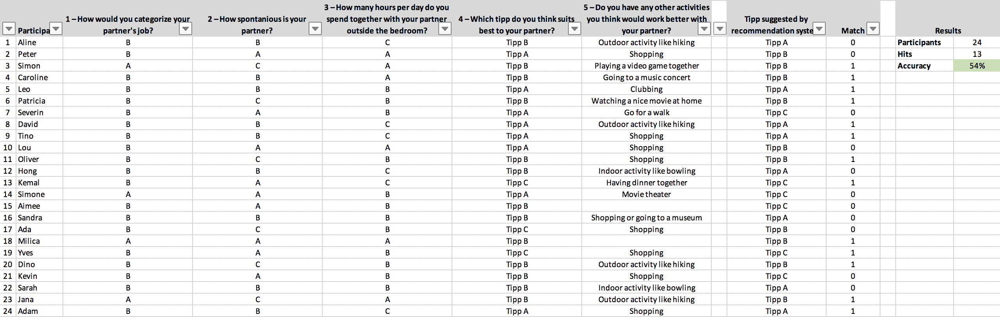 Participa
1 – How would you categorize your partner's job?
2 – How spontanious is your partner?
3 – How many hours per day do you spend together with your partner outside the bedroom?
4 – Which tipp do you think suits best to your partner?
5 – Do you have any other activities you think would work better with your partner?
Tipp suggested by recommendation syste
Match
Results
1 Aline B B C Tipp B Outdoor activity like hiking Tipp A 0 Participants 24
2 Peter B A A Tipp A Shopping Tipp B 0 Hits 13
3 Simon A C A Tipp B Playing a video game together Tipp B 1 Accuracy 54%
4 Caroline B B A Tipp B Going to a music concert Tipp B 1
5 Leo B B B Tipp A Clubbing Tipp A 1
6 Patricia B C B Tipp B Watching a nice movie at home Tipp B 1
7 Severin B A B Tipp A Go for a walk Tipp C 0
8 David B B C Tipp A Outdoor activity like hiking Tipp A 1
9 Tino B B C Tipp A Shopping Tipp A 1
10 Lou B A A Tipp A Shopping Tipp B 0
11 Oliver B C B Tipp B Shopping Tipp B 1
12 Hong B B C Tipp B Indoor activity like bowling Tipp A 0
13 Kemal B A C Tipp C Having dinner together Tipp C 1
14 Simone A A B Tipp A Movie theater Tipp C 0
15 Aimee B A B Tipp B Tipp C 0
16 Sandra B B B Tipp B Shopping or going to a museum Tipp A 0
17 Ada B C B Tipp C Shopping Tipp B 0
18 Milica A A A Tipp B Tipp B 1
19 Yves B A B Tipp C Shopping Tipp C 1
20 Dino B C B Tipp B Outdoor activity like hiking Tipp B 1
21 Kevin B A B Tipp B Shopping Tipp C 0
22 Sarah B B B Tipp B Indoor activity like bowling Tipp A 0
23 Jana A C A Tipp B Outdoor activity like hiking Tipp B 1
24 Adam B B C Tipp A Shopping Tipp A 1